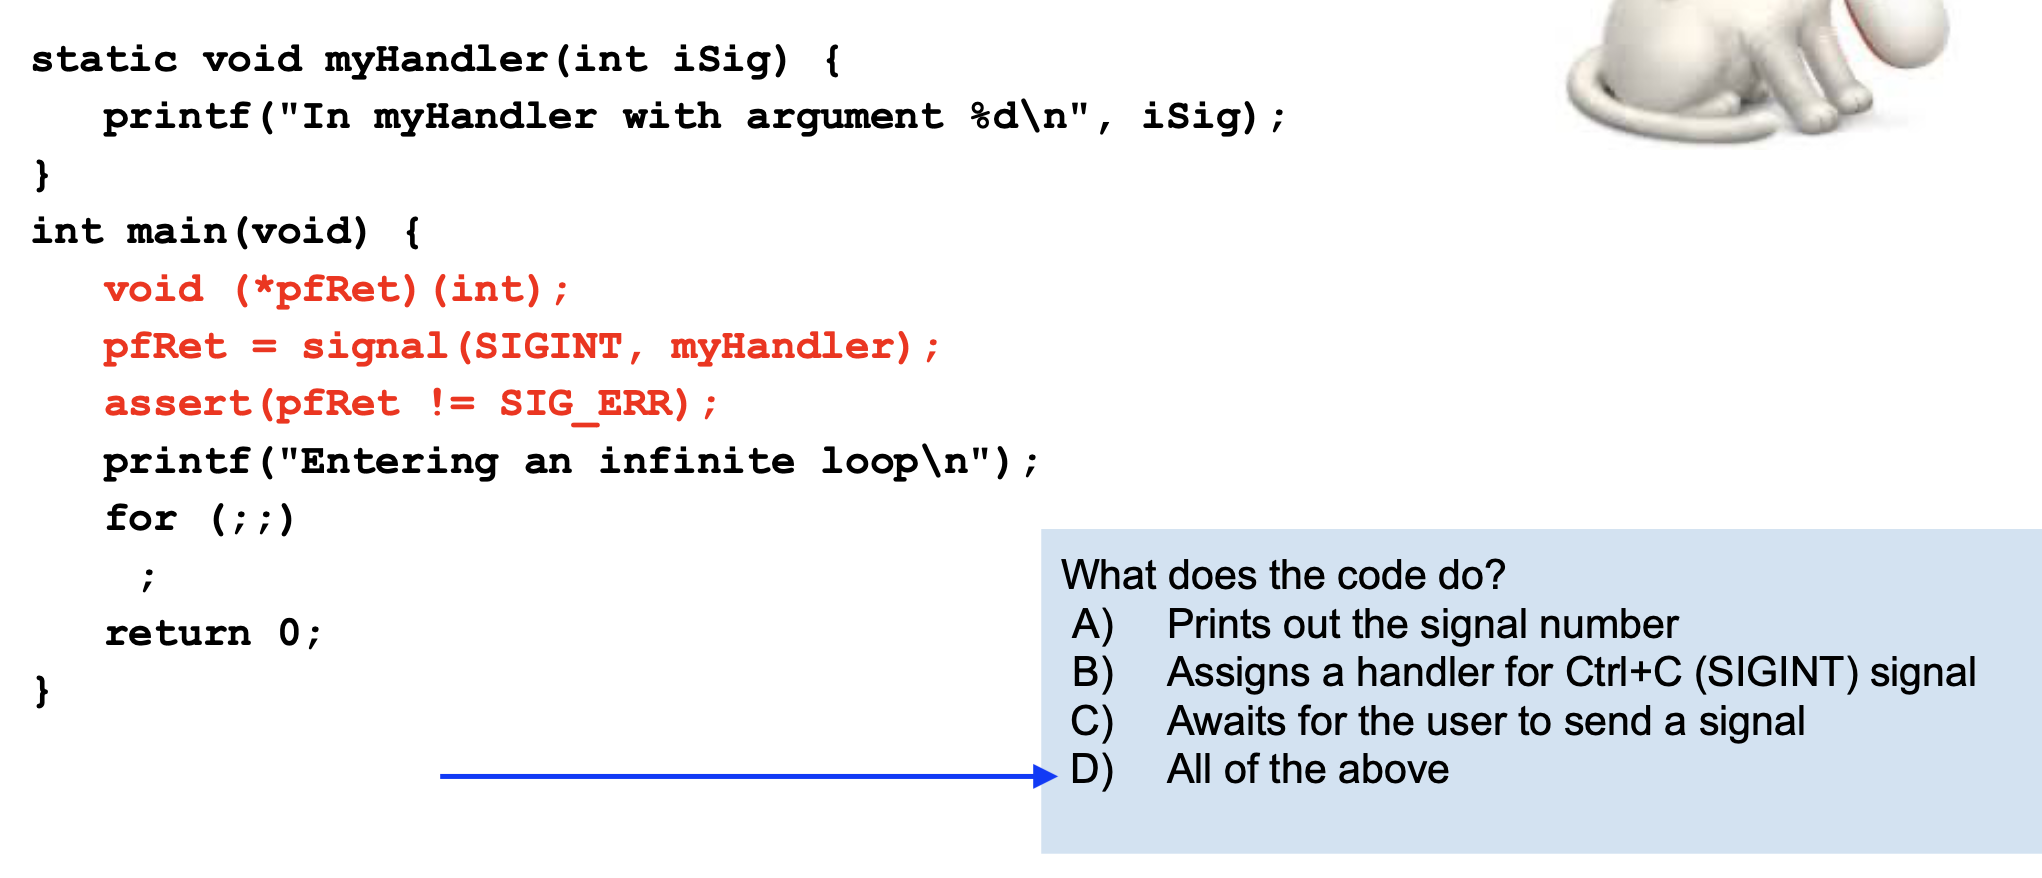 static void myHandler(int iSig) {
   printf("In myHandler with argument %d\n", iSig);
}
int main(void) {
   void (*pfRet)(int);
   pfRet = signal(SIGINT, myHandler);
   assert(pfRet != SIG_ERR);
   printf("Entering an infinite loop\n");
   for (;;)
    ;
   return 0;
}
What does the code do?
A) Prints out the signal number
B) Assigns a handler for Ctrl+C (SIGINT) signal
C) Awaits for the user to send a signal
D) All of the above